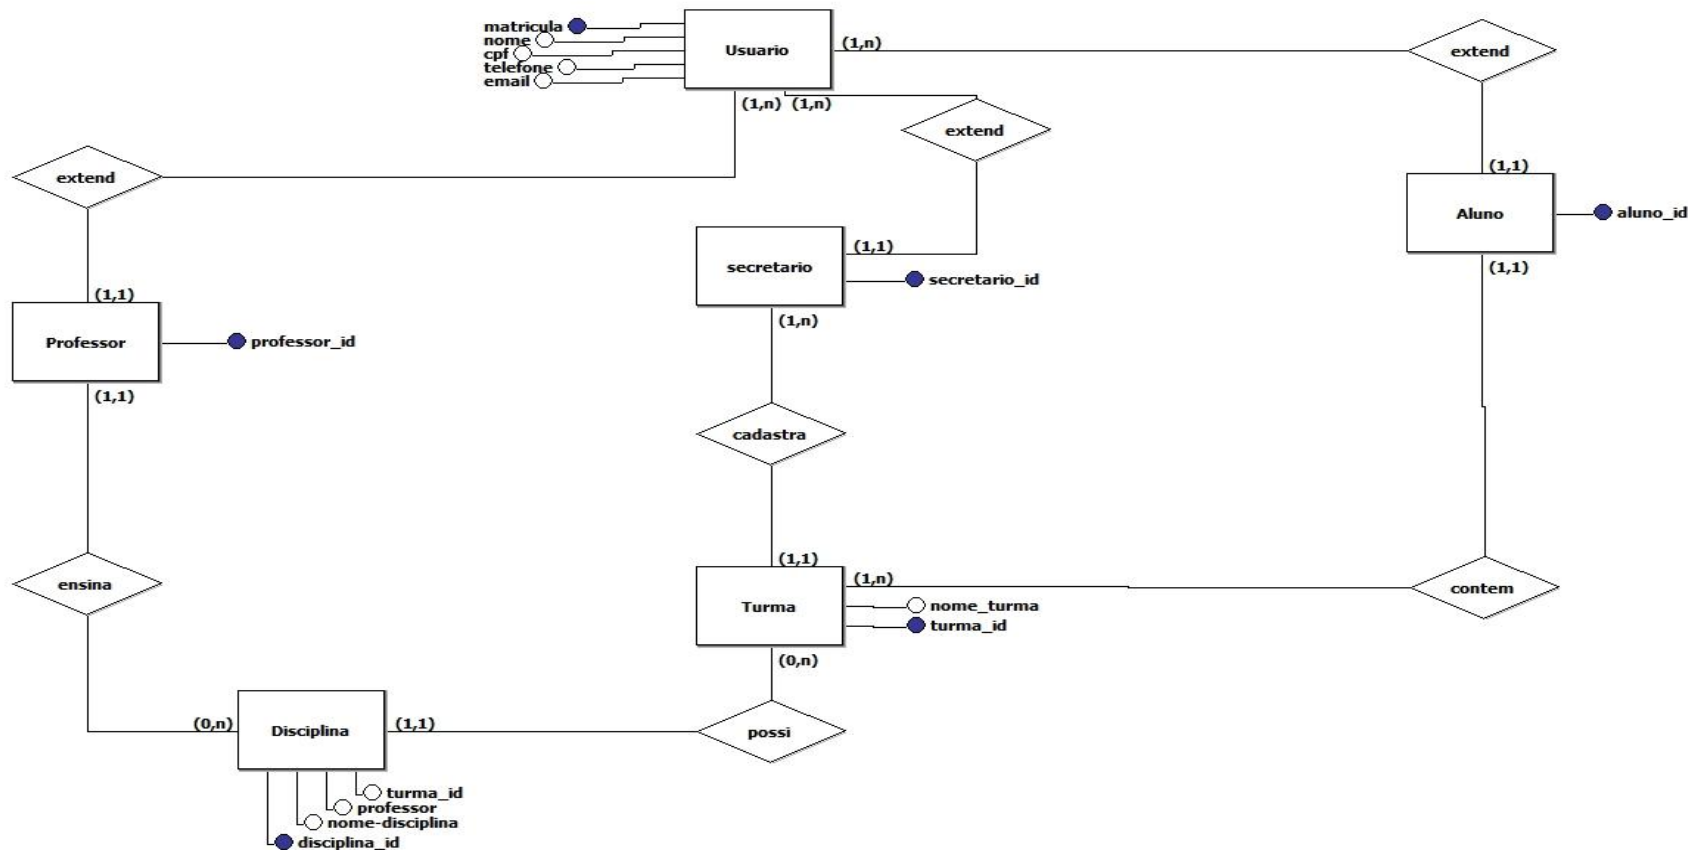 matricula
nome
cpf
telefone
email
Usuario
(1,n)
extend
(1,n) (1,n)
extend
extend
(1,1)
Aluno
aluno_id
(1,1)
secretario
(1,1)
secretario_id
(1,n)
(1,1)
Professor
professor_id
(1,1)
cadastra
ensina
(1,1)
Turma
(1,n)
nome_turma
turma_id
(0,n)
contem
(0,n)
Disciplina
(1,1)
possi
turma_id
professor
nome-disciplina
disciplina_id